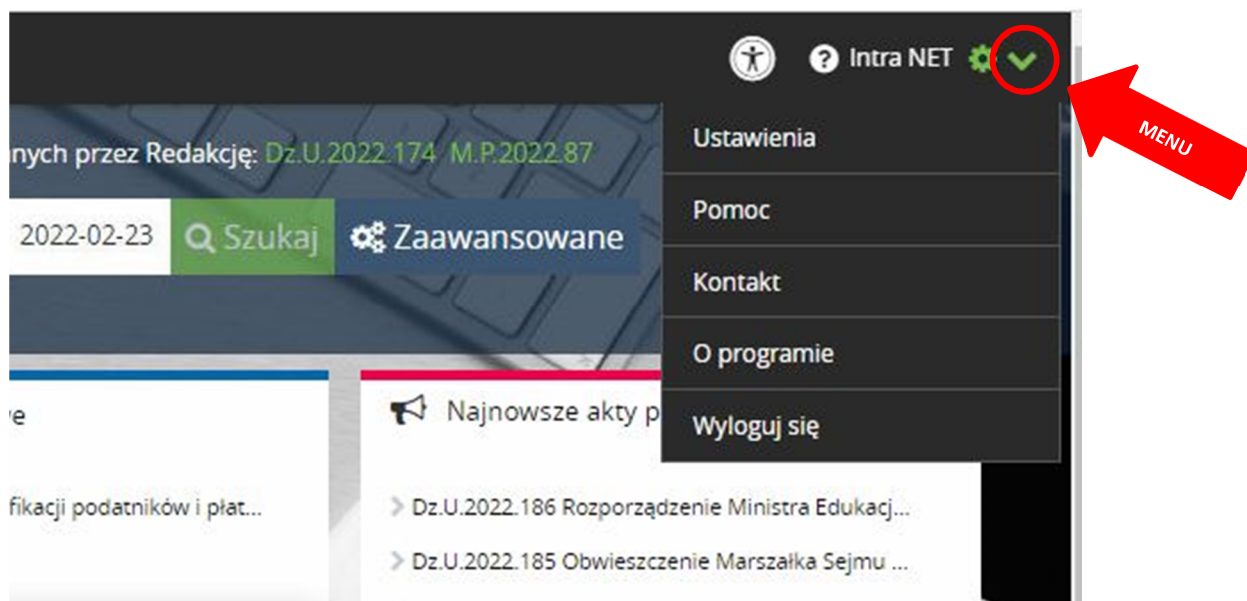 Intra NET
MENU
Ustawienia
Pomoc
Kontakt
O programie
Wyloguj się
nych przez Redakcję: Dz.U.2022.174 M.P.2022.87
2022-02-23 Szukaj Zaawansowane
e
fikacji podatników i płat...
Najnowsze akty p
Dz.U.2022.186 Rozporządzenie Ministra Edukacj...
Dz.U.2022.185 Obwieszczenie Marszałka Sejmu ...